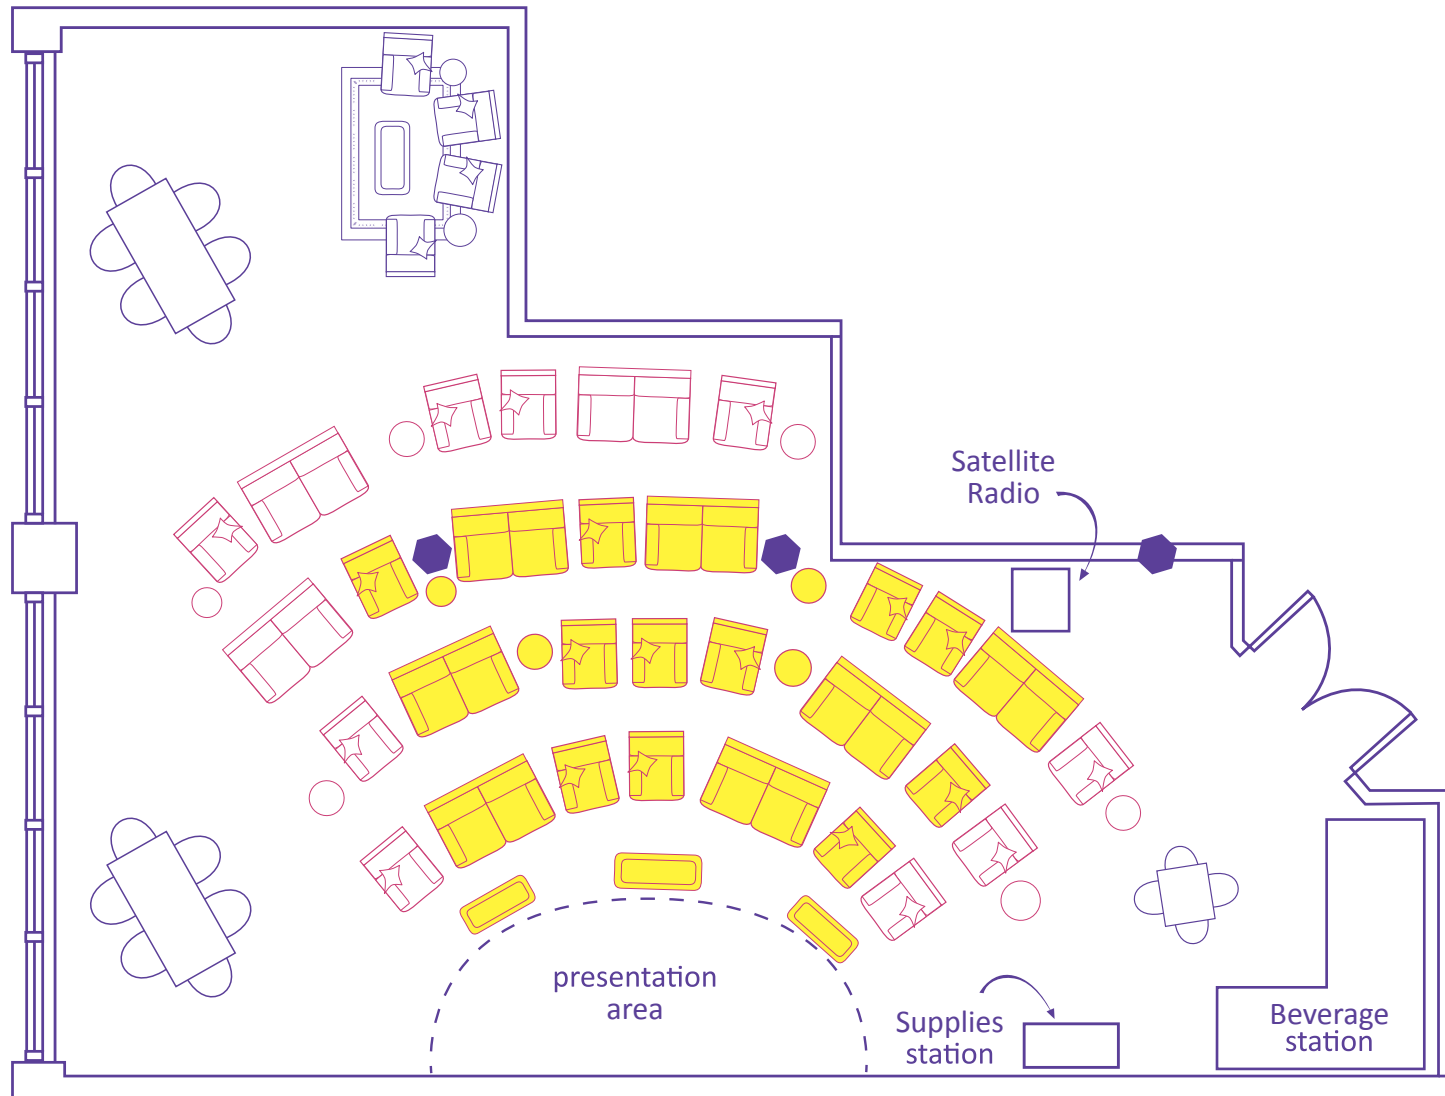 Satellite
Radio
presentation
area
Supplies
station
Beverage
station